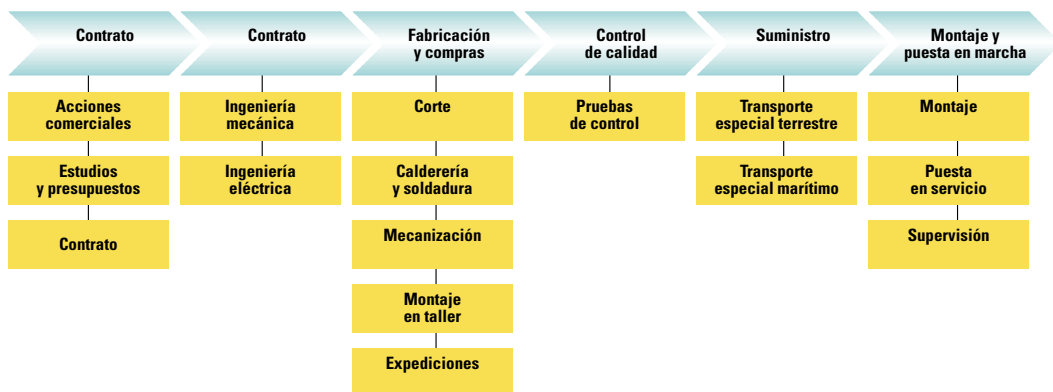 Contrato
Contrato
Fabricación
y compras
Control
de calidad
Suministro
Montaje y
puesta en marcha
Acciones
comerciales
Estudios
y presupuestos
Contrato
Ingeniería
mecánica
Ingeniería
eléctrica
Corte
Calderería
y soldadura
Mecanización
Montaje
en taller
Expediciones
Pruebas
de control
Transporte
especial terrestre
Transporte
especial marítimo
Montaje
Puesta
en servicio
Supervisión